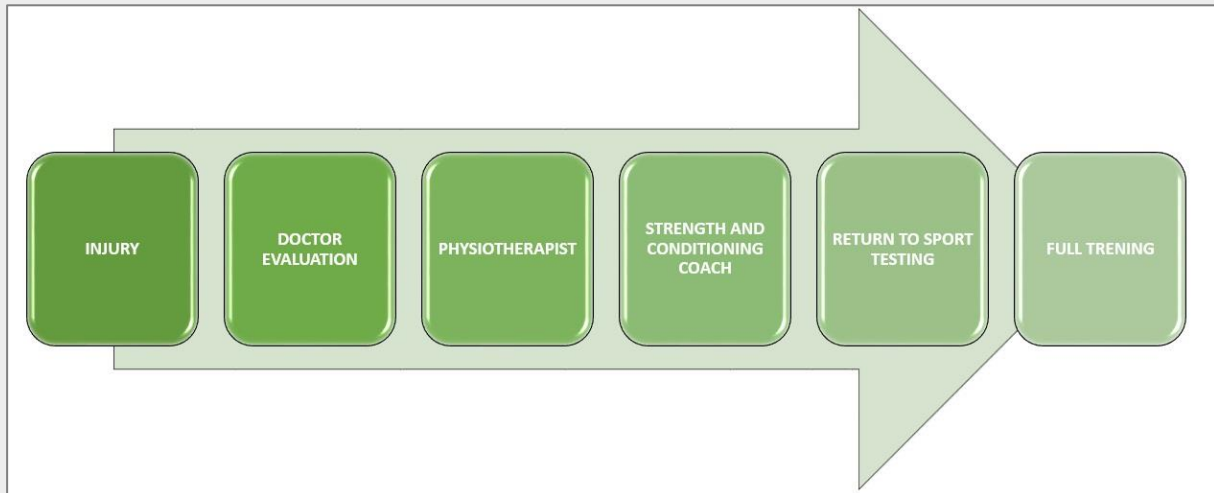 INJURY
DOCTOR
EVALUATION
PHYSIOTHERAPIST
STRENGTH AND
CONDITIONING
COACH
RETURN TO SPORT
TESTING
FULL TRENING